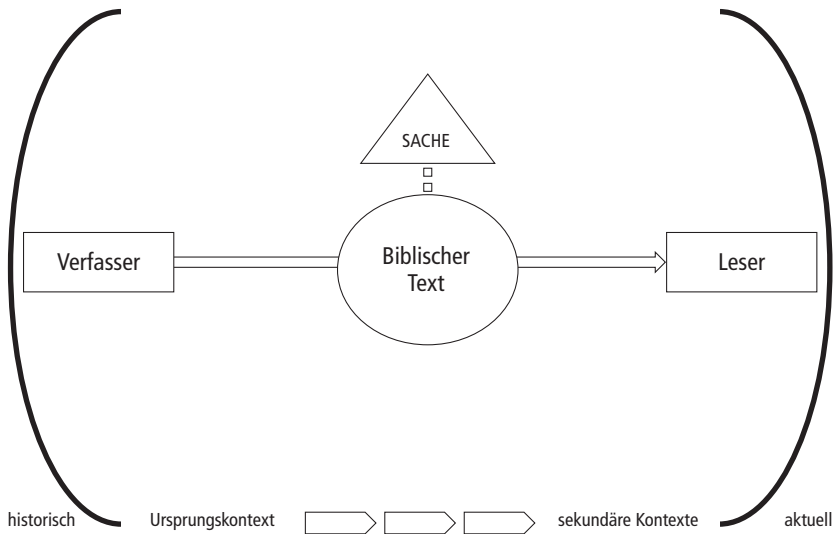 SACHE
Verfasser
Biblischer
Text
Leser
historisch
Ursprungskontext
sekundäre Kontexte
aktuell